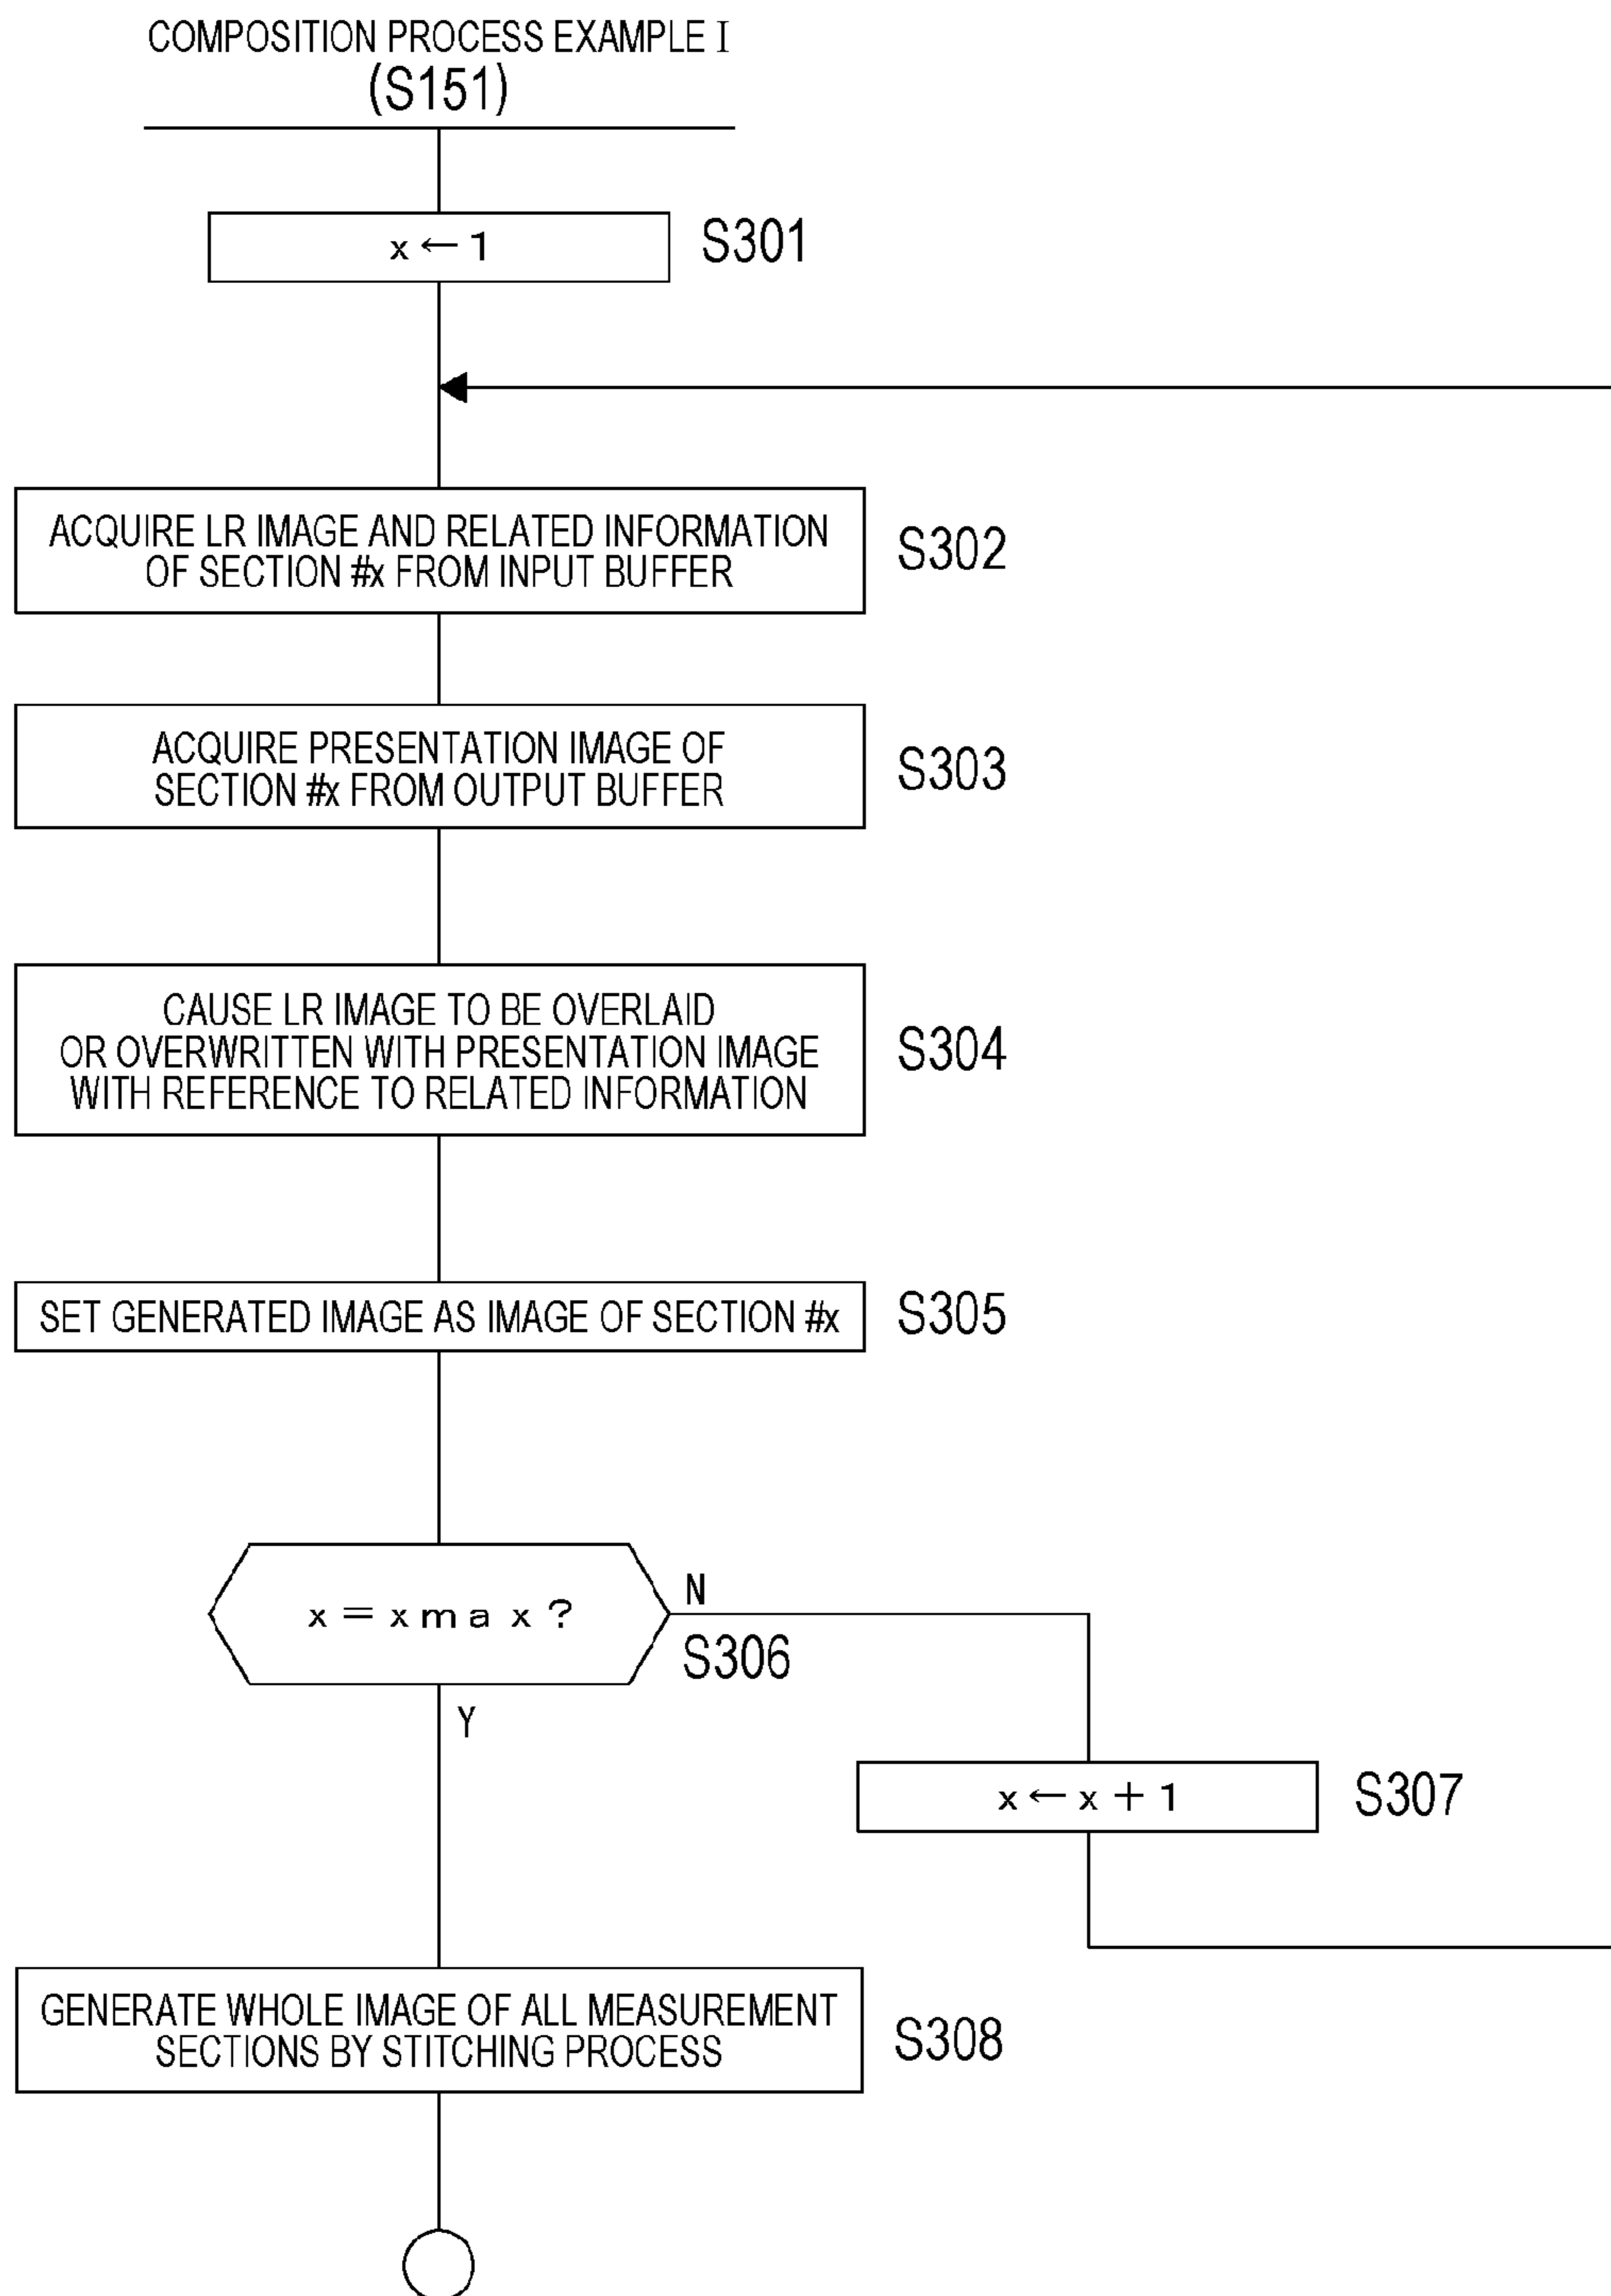 COMPOSITION PROCESS EXAMPLE I
(S151)
x ← 1
S301
ACQUIRE LR IMAGE AND RELATED INFORMATION
OF SECTION #x FROM INPUT BUFFER
S302
ACQUIRE PRESENTATION IMAGE OF
SECTION #x FROM OUTPUT BUFFER
S303
CAUSE LR IMAGE TO BE OVERLAID
OR OVERWRITTEN WITH PRESENTATION IMAGE
WITH REFERENCE TO RELATED INFORMATION
S304
SET GENERATED IMAGE AS IMAGE OF SECTION #x
S305
x = xmax ?
N
S306
Y
x ← x + 1
S307
GENERATE WHOLE IMAGE OF ALL MEASUREMENT
SECTIONS BY STITCHING PROCESS
S308